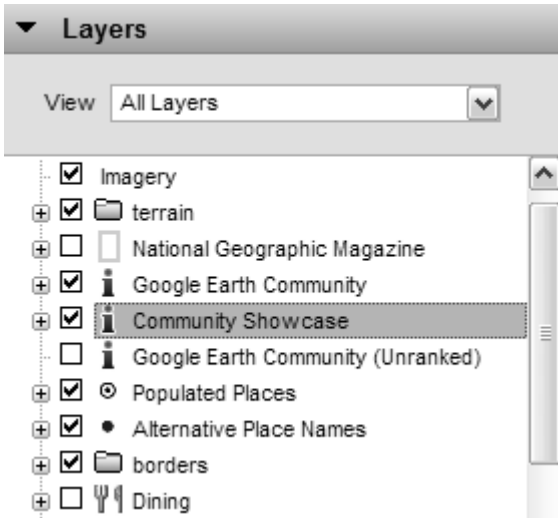 Layers
View All Layers
Imagery
terrain
National Geographic Magazine
Google Earth Community
Community Showcase
Google Earth Community (Unranked)
Populated Places
Alternative Place Names
borders
Dining